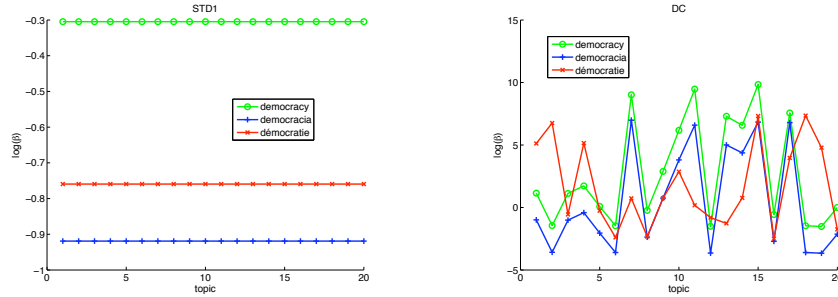 STD1
−0.3
−0.4
−0.5
−0.6
−0.7
−0.8
−0.9
−1
log(β)
0
5
10
15
20
topic
democracy
democracia
démocratie
DC
15
10
5
0
−5
log(β)
0
5
10
15
20
topic
democracy
democracia
démocratie